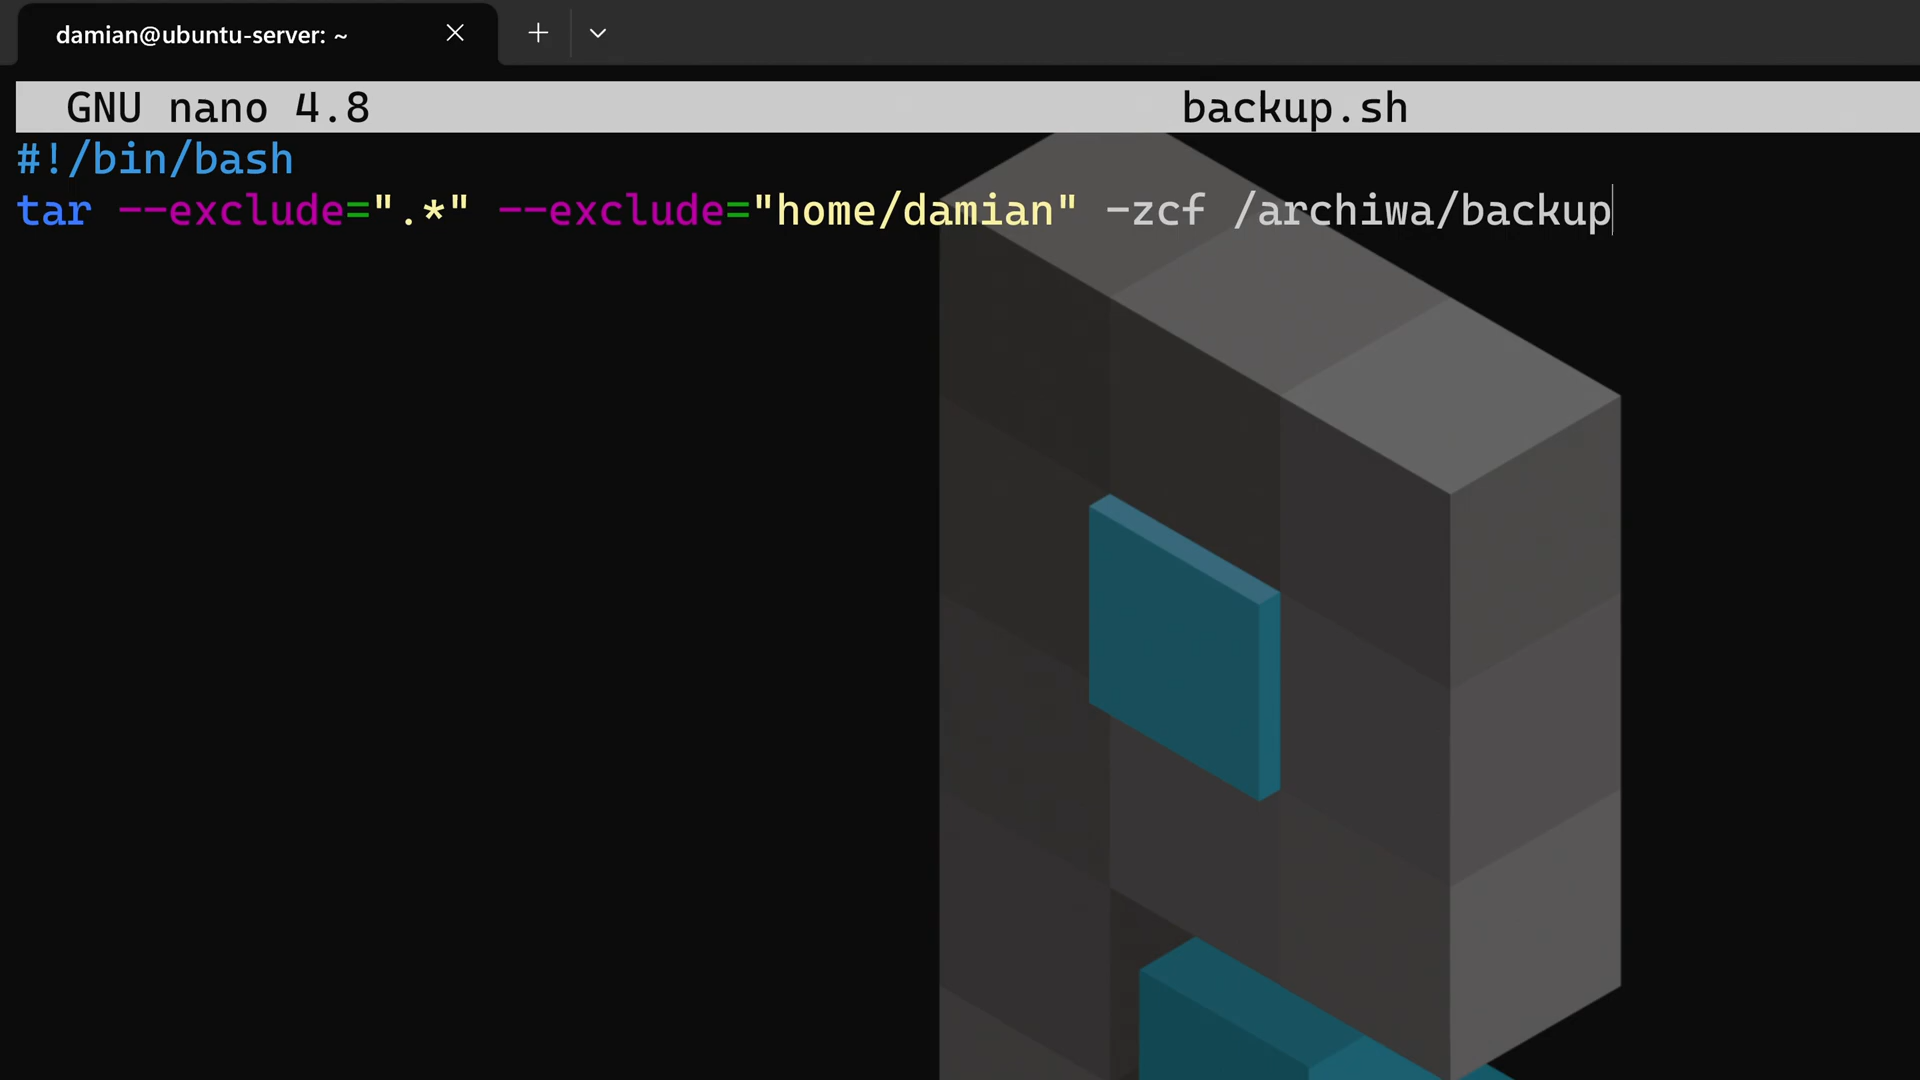 damian@ubuntu-server: ~
GNU nano 4.8 backup.sh
#!/bin/bash
tar --exclude=".*" --exclude="home/damian" -zcf /archiwa/backup